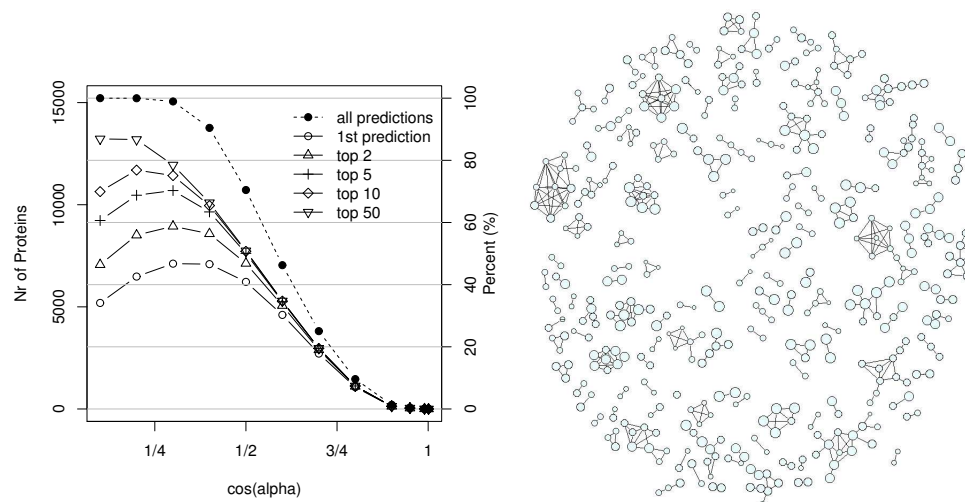 15000
10000
5000
0
Nr of Proteins
100
80
60
40
20
0
Percent (%)
all predictions
1st prediction
top 2
top 5
top 10
top 50
1/4
1/2
3/4
1
cos(alpha)